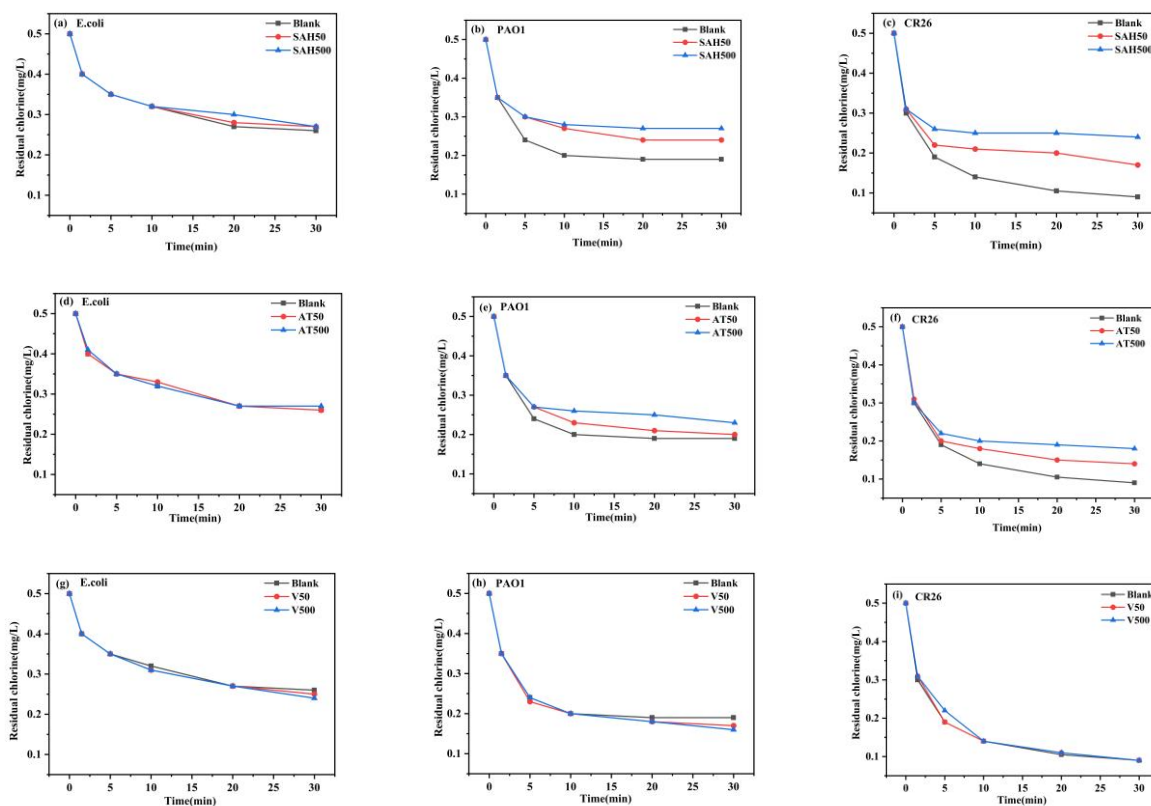 (a) E.coli
Blank
SAH50
SAH500
Residual chlorine(mg/L)
0.5
0.4
0.3
0.2
0.1
0 5 10 15 20 25 30
Time(min)
(b) PAO1
Blank
SAH50
SAH500
Residual chlorine(mg/L)
0.5
0.4
0.3
0.2
0.1
0 5 10 15 20 25 30
Time(min)
(c) CR26
Blank
SAH50
SAH500
Residual chlorine(mg/L)
0.5
0.4
0.3
0.2
0.1
0 5 10 15 20 25 30
Time(min)
(d) E.coli
Blank
AT50
AT500
Residual chlorine(mg/L)
0.5
0.4
0.3
0.2
0.1
0 5 10 15 20 25 30
Time(min)
(e) PAO1
Blank
AT50
AT500
Residual chlorine(mg/L)
0.5
0.4
0.3
0.2
0.1
0 5 10 15 20 25 30
Time(min)
(f) CR26
Blank
AT50
AT500
Residual chlorine(mg/L)
0.5
0.4
0.3
0.2
0.1
0 5 10 15 20 25 30
Time(min)
(g) E.coli
Blank
V50
V500
Residual chlorine(mg/L)
0.5
0.4
0.3
0.2
0.1
0 5 10 15 20 25 30
Time(min)
(h) PAO1
Blank
V50
V500
Residual chlorine(mg/L)
0.5
0.4
0.3
0.2
0.1
0 5 10 15 20 25 30
Time(min)
(i) CR26
Blank
V50
V500
Residual chlorine(mg/L)
0.5
0.4
0.3
0.2
0.1
0 5 10 15 20 25 30
Time(min)